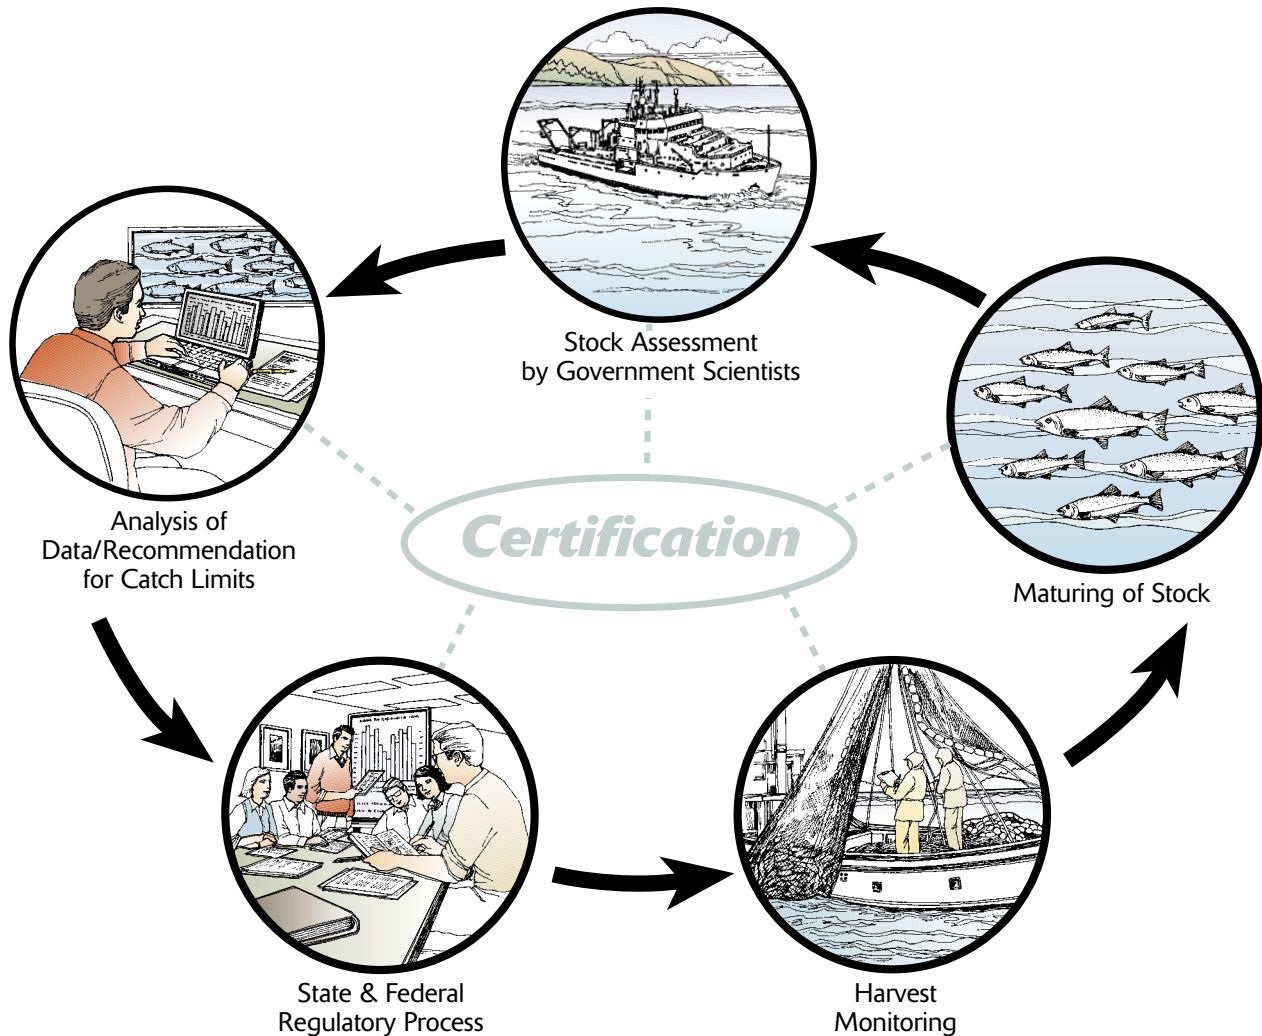 Stock Assessment
by Government Scientists
Analysis of
Data/Recommendation
for Catch Limits
Certification
Maturing of Stock
State & Federal
Regulatory Process
Harvest
Monitoring